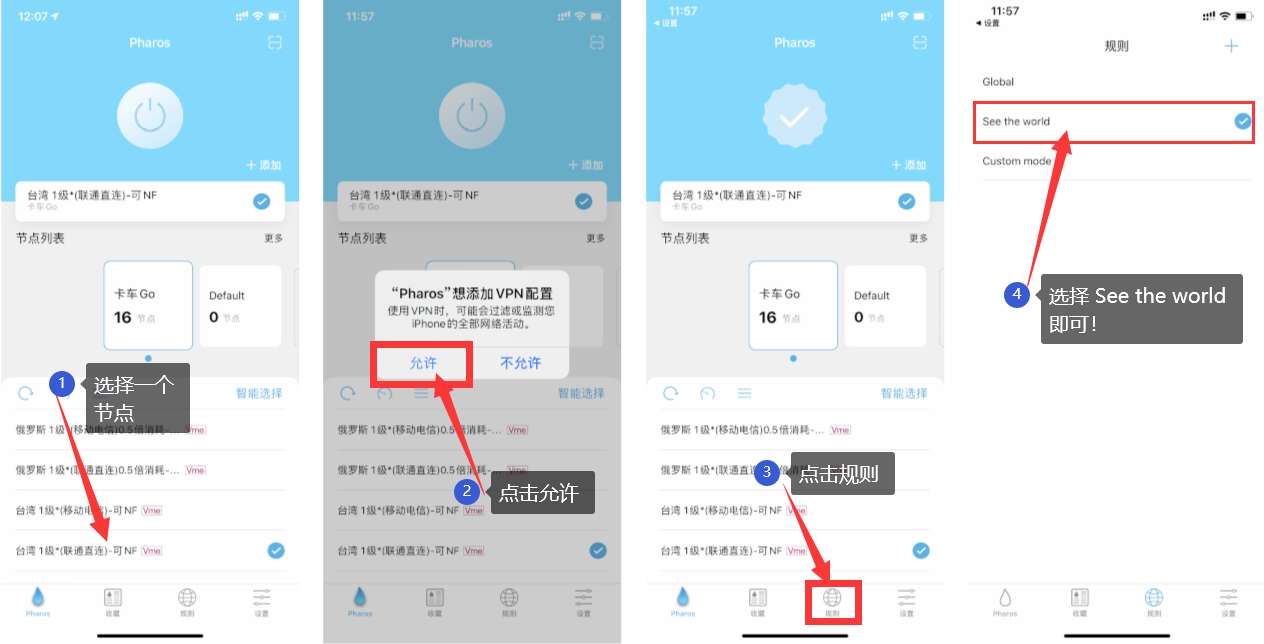 12:07
Pharos
+ 添加
台湾 1级*(联通直连)-可 NF
卡车Go
节点列表
更多
卡车Go
16 节点
Default
0 节点
1
选择一个
节点
智能选择
俄罗斯 1级*(移动电信)0.5倍消耗-... Vme
俄罗斯 1级*(联通直连)0.5倍消耗-... Vme
台湾 1级*(移动电信)-可 NF Vme
台湾 1级*(联通直连)-可 NF Vme
Pharos
收藏
规则
设置
11:57
Pharos
+ 添加
台湾 1级*(联通直连)-可 NF
卡车Go
节点列表
更多
“Pharos”想添加 VPN 配置
使用 VPN 时,可能会过滤或监测您
iPhone的全部网络活动。
允许
不允许
智能选择
俄罗斯 1级*(移动电信)0.5倍消耗-... Vme
俄罗斯 1级*(联通直连)0.5倍消耗-... Vme
2
点击允许
台湾 1级*(移动电信)-可 NF Vme
台湾 1级*(联通直连)-可 NF Vme
Pharos
收藏
规则
设置
11:57
◂ 设置
Pharos
+ 添加
台湾 1级*(联通直连)-可 NF
卡车Go
节点列表
更多
卡车Go
16 节点
Default
0 节点
智能选择
俄罗斯 1级*(移动电信)0.5倍消耗-... Vme
俄罗斯 1级*(联通直
3
点击规则
台湾 1级*(移动电信)-可 NF Vme
台湾 1级*(联通直连)-可 NF Vme
Pharos
收藏
规则
设置
11:57
◂ 设置
规则
Global
See the world
Custom mode
4
选择 See the world
即可!
Pharos
收藏
规则
设置